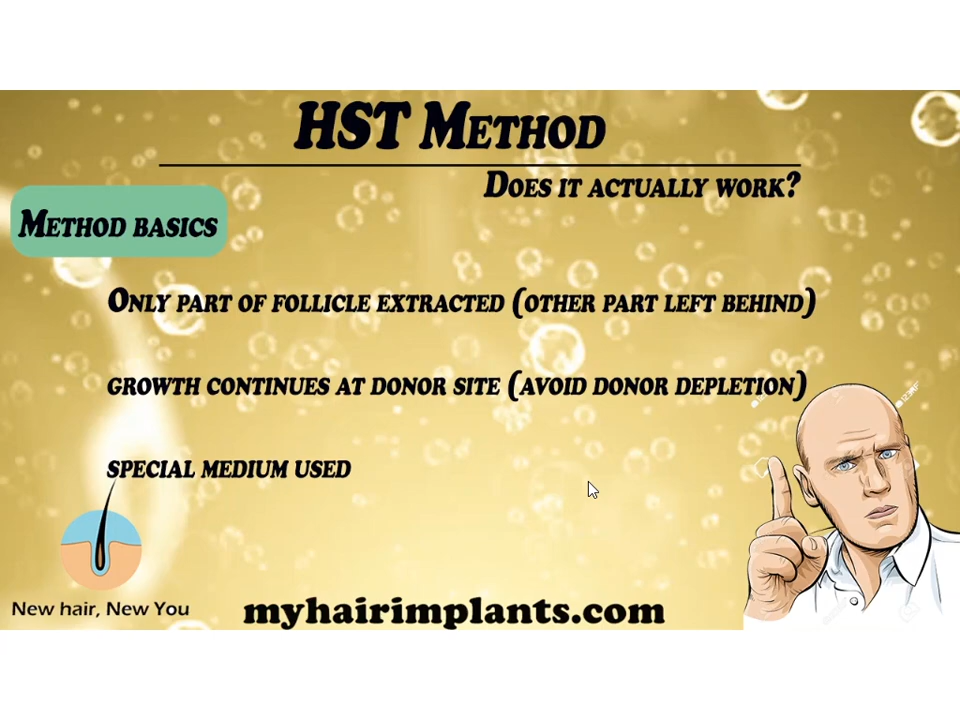 HST Method
Does it actually work?
Method basics
Only part of follicle extracted (other part left behind)
growth continues at donor site (avoid donor depletion)
special medium used
New hair, New You
myhairimplants.com
123RF